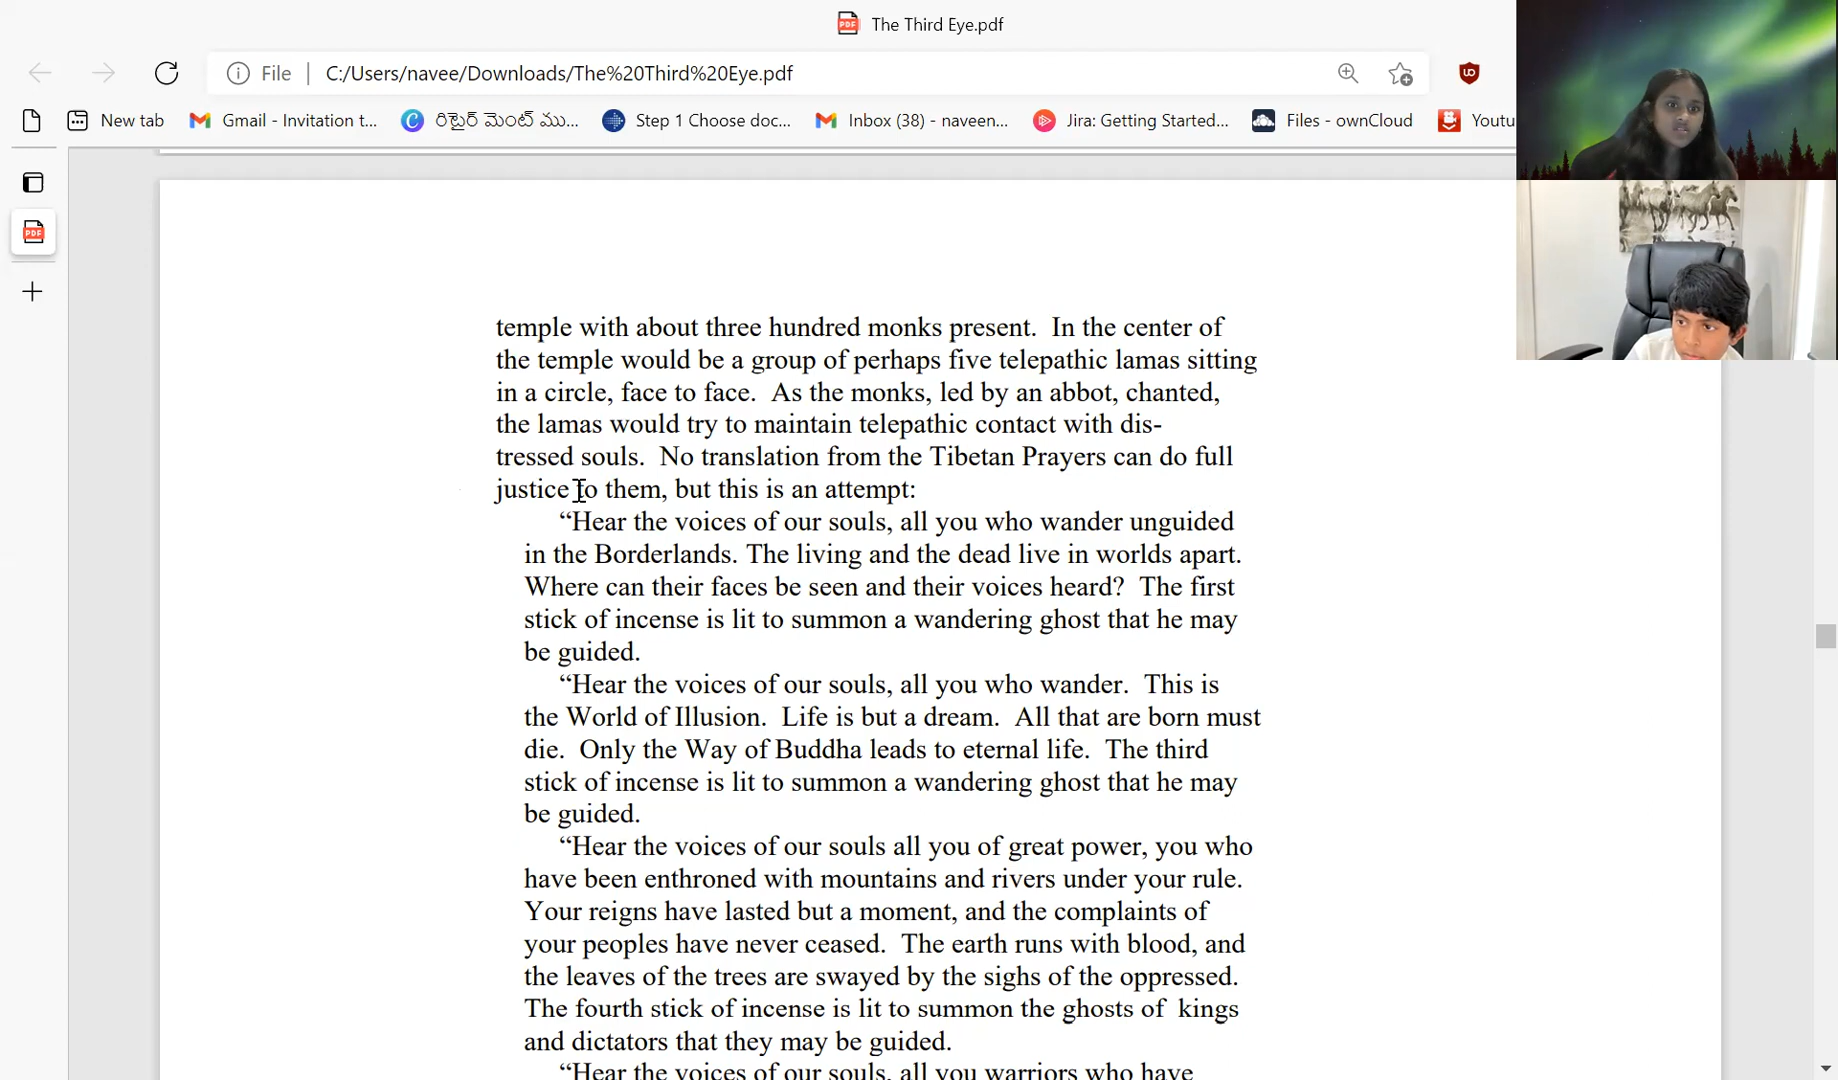 The Third Eye.pdf
File C:/Users/navee/Downloads/The%20Third%20Eye.pdf
New tab Gmail - Invitation t... రిటైర్ మెంట్ ము... Step 1 Choose doc... Inbox (38) - naveen... Jira: Getting Started... Files - ownCloud Youtu
temple with about three hundred monks present. In the center of
the temple would be a group of perhaps five telepathic lamas sitting
in a circle, face to face. As the monks, led by an abbot, chanted,
the lamas would try to maintain telepathic contact with dis-
tressed souls. No translation from the Tibetan Prayers can do full
justice to them, but this is an attempt:
“Hear the voices of our souls, all you who wander unguided
in the Borderlands. The living and the dead live in worlds apart.
Where can their faces be seen and their voices heard? The first
stick of incense is lit to summon a wandering ghost that he may
be guided.
“Hear the voices of our souls, all you who wander. This is
the World of Illusion. Life is but a dream. All that are born must
die. Only the Way of Buddha leads to eternal life. The third
stick of incense is lit to summon a wandering ghost that he may
be guided.
“Hear the voices of our souls all you of great power, you who
have been enthroned with mountains and rivers under your rule.
Your reigns have lasted but a moment, and the complaints of
your peoples have never ceased. The earth runs with blood, and
the leaves of the trees are swayed by the sighs of the oppressed.
The fourth stick of incense is lit to summon the ghosts of kings
and dictators that they may be guided.
“Hear the voices of our souls, all you warriors who have